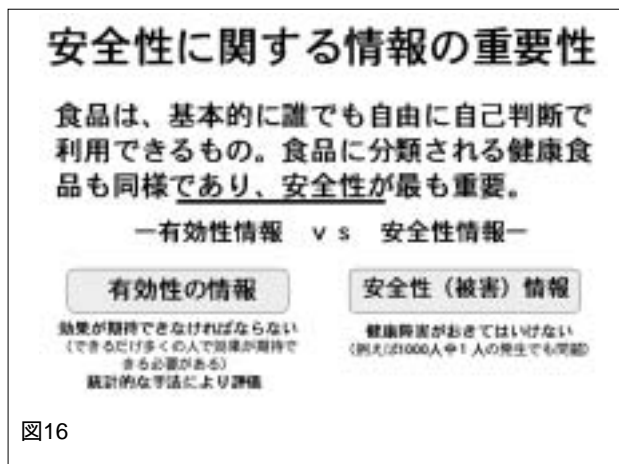 安全性に関する情報の重要性
食品は、基本的に誰でも自由に自己判断で
利用できるもの。食品に分類される健康食
品も同様であり、安全性が最も重要。
ー有効性情報 vs 安全性情報ー
有効性の情報
効果が期待できなければならない
(できるだけ多くの人で効果が期待で
きる必要がある)
統計的な手法により評価
安全性（被害）情報
健康障害がおきてはいけない
(例えば1000人中1人の発生でも問題)
図16